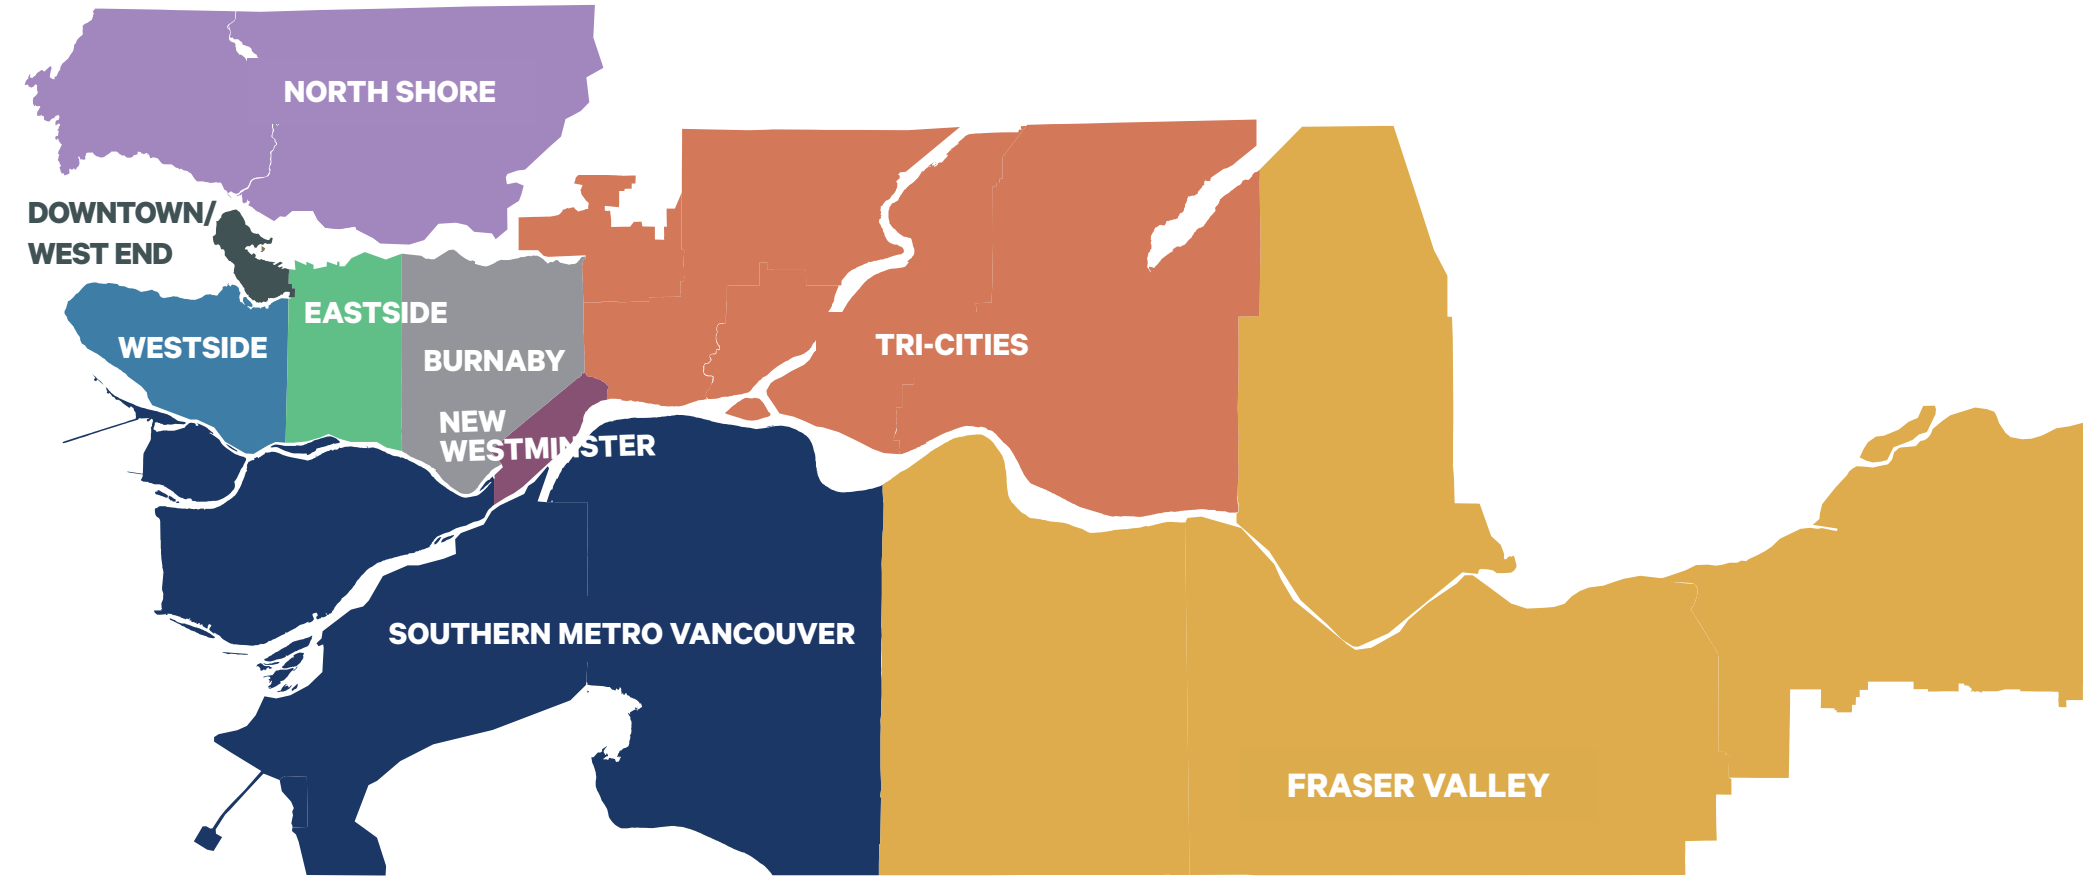 NORTH SHORE
DOWNTOWN/
WEST END
EASTSIDE
WESTSIDE
BURNABY
TRI-CITIES
NEW
WESTMINSTER
SOUTHERN METRO VANCOUVER
FRASER VALLEY